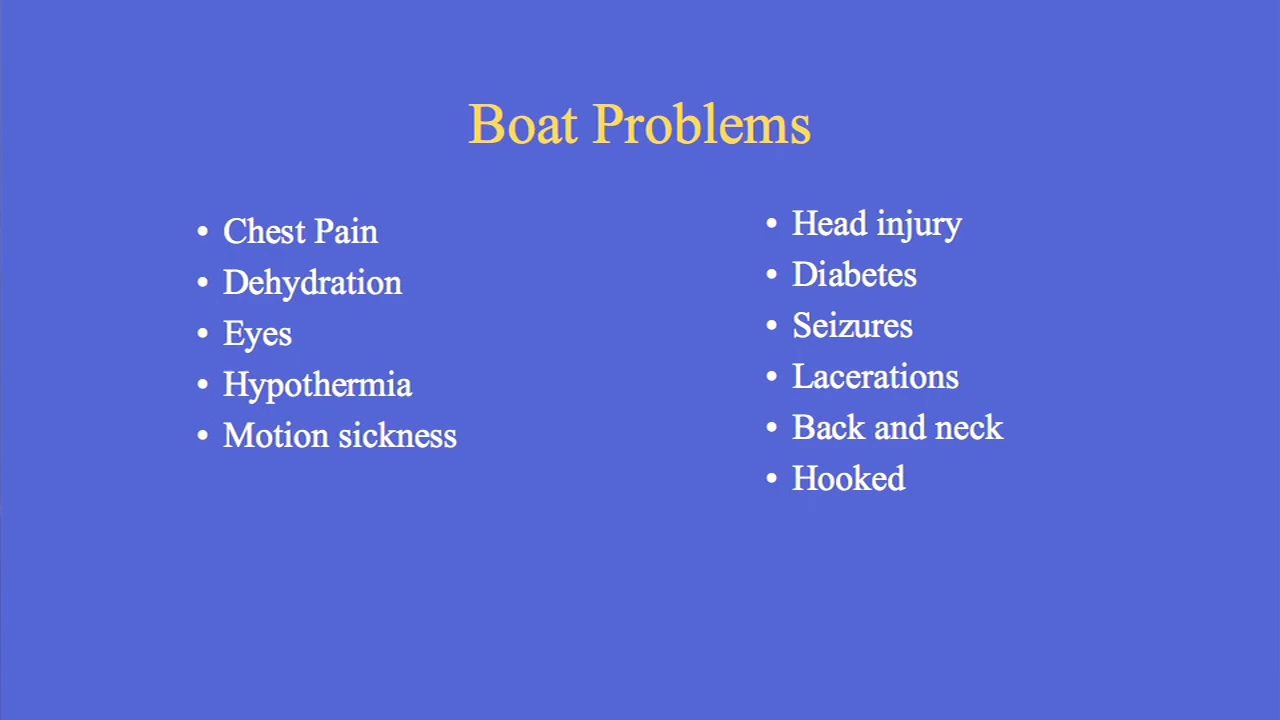 Boat Problems
• Chest Pain
• Dehydration
• Eyes
• Hypothermia
• Motion sickness
• Head injury
• Diabetes
• Seizures
• Lacerations
• Back and neck
• Hooked